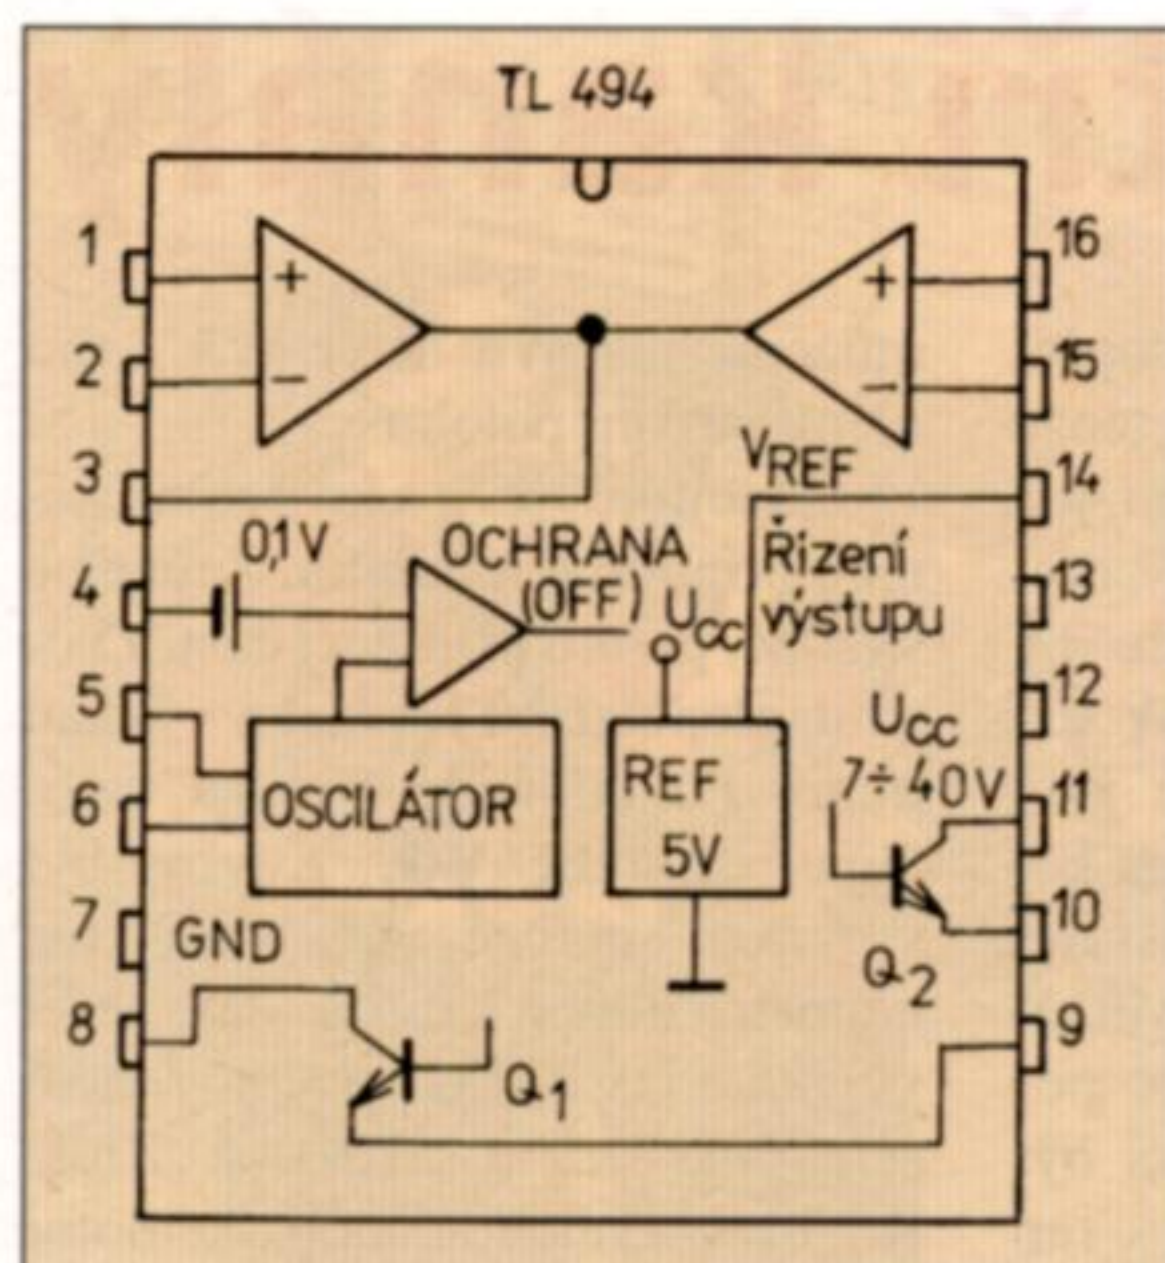 TL 494
1
16
+
+
2
15
−
−
3
VREF
14
0,1V
OCHRANA
(OFF)
Řízení
výstupu
4
13
UCC
5
12
UCC
7÷40V
6
OSCILÁTOR
REF
5V
11
7
GND
10
Q2
8
9
Q1